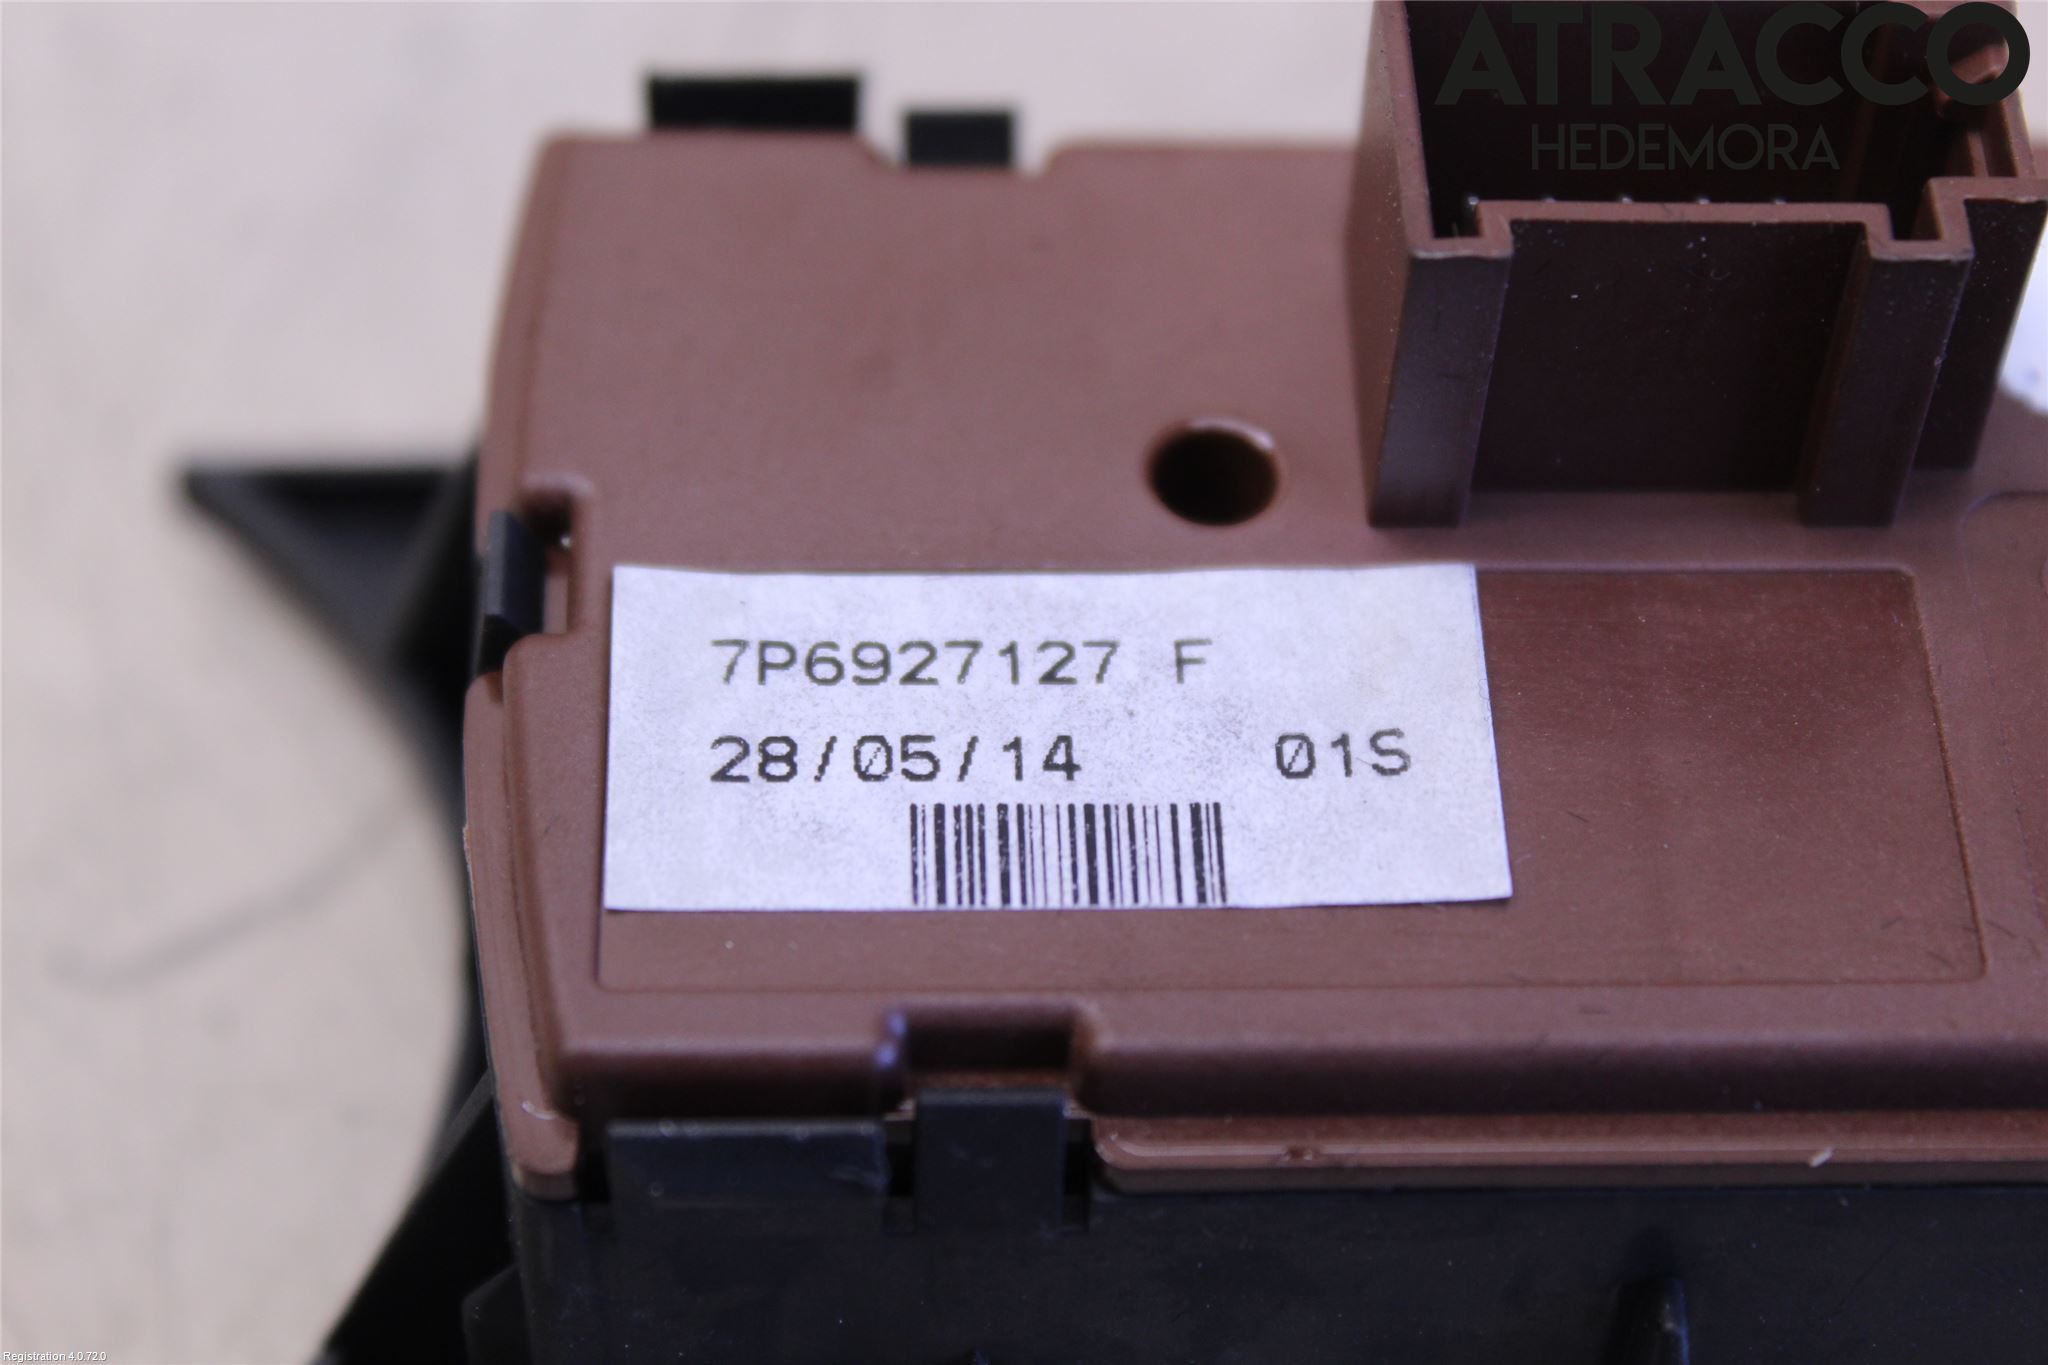 ATRACCO
HEDEMORA
7P6927127 F
28/05/14 01S
Registration 4.0.72.0